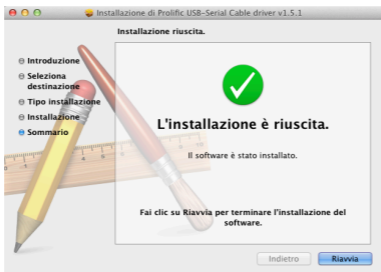 Installazione di Prolific USB-Serial Cable driver v1.5.1
Installazione riuscita.
Introduzione
Seleziona
destinazione
Tipo installazione
Installazione
Sommario
L'installazione è riuscita.
Il software è stato installato.
Fai clic su Riavvia per terminare l'installazione del
software.
Indietro
Riavvia